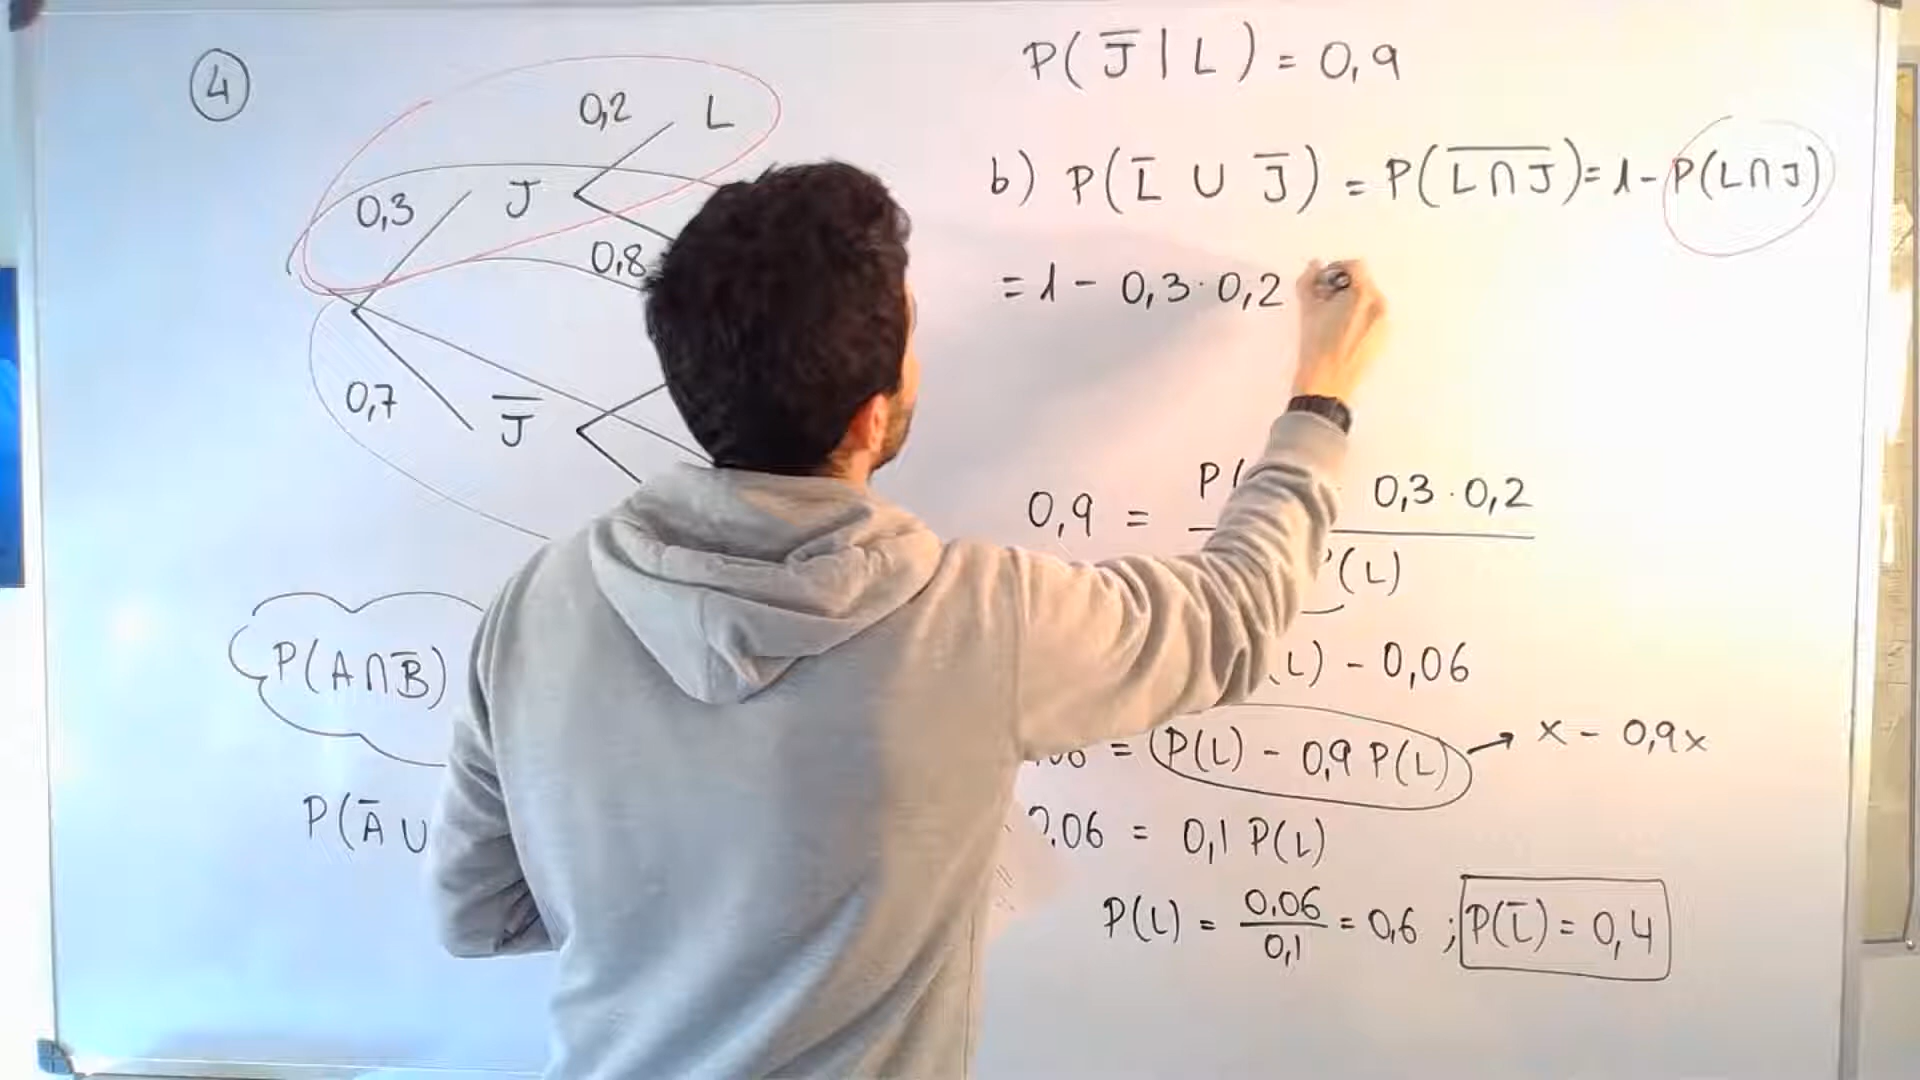 4
0,2 L
0,3 J
0,8
0,7 J̅
P(A∩B̅)
P(A̅ ∪
P(J̅ | L) = 0,9
b) P(L̅ ∪ J̅) = P(L∩J)̅ = 1 - P(L∩J)
= 1 - 0,3 · 0,2
0,9 = P( 0,3 · 0,2
(L)
L) - 0,06
= P(L) - 0,9 P(L) → x - 0,9x
06 = 0,1 P(L)
P(L) = 0,06 / 0,1 = 0,6 ; P(L̅) = 0,4